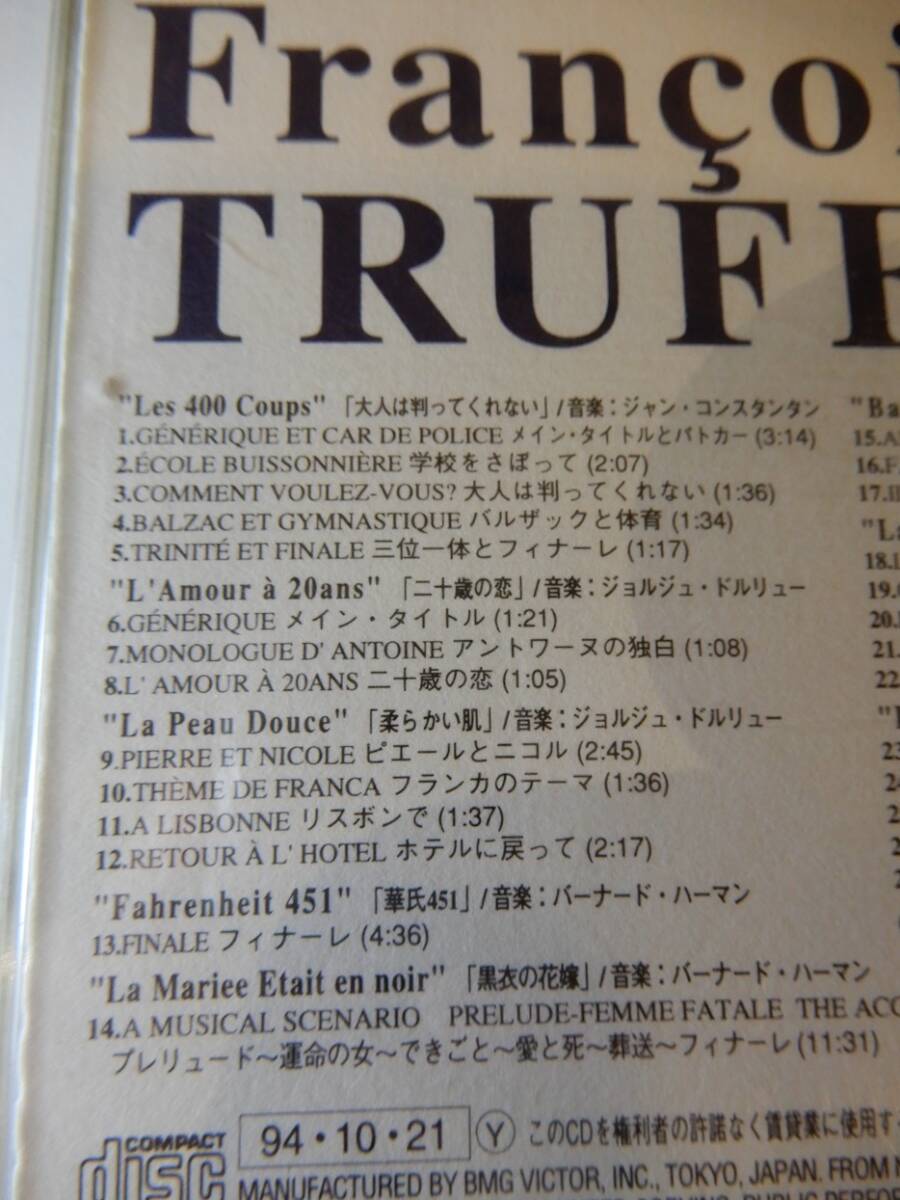 Françoi
TRUFF
"Les 400 Coups" 「大人は判ってくれない」/音楽：ジャン・コンスタンタン
1.GÉNÉRIQUE ET CAR DE POLICE メイン・タイトルとパトカー (3:14)
2.ÉCOLE BUISSONNIÈRE 学校をさぼって (2:07)
3.COMMENT VOULEZ-VOUS? 大人は判ってくれない (1:36)
4.BALZAC ET GYMNASTIQUE バルザックと体育 (1:34)
5.TRINITÉ ET FINALE 三位一体とフィナーレ (1:17)
"L'Amour à 20ans" 「二十歳の恋」/音楽：ジョルジュ・ドルリュー
6.GÉNÉRIQUE メイン・タイトル (1:21)
7.MONOLOGUE D' ANTOINE アントワーヌの独白 (1:08)
8.L' AMOUR À 20ANS 二十歳の恋 (1:05)
"La Peau Douce" 「柔らかい肌」/音楽：ジョルジュ・ドルリュー
9.PIERRE ET NICOLE ピエールとニコル (2:45)
10.THÈME DE FRANCA フランカのテーマ (1:36)
11.A LISBONNE リスボンで (1:37)
12.RETOUR À L' HOTEL ホテルに戻って (2:17)
"Fahrenheit 451" 「華氏451」/音楽：バーナード・ハーマン
13.FINALE フィナーレ (4:36)
"La Mariee Etait en noir" 「黒衣の花嫁」/音楽：バーナード・ハーマン
14.A MUSICAL SCENARIO PRELUDE-FEMME FATALE THE ACC
プレリュード〜運命の女〜できごと〜愛と死〜葬送〜フィナーレ (11:31)
"Ba
15.A
16.F
17.
"La
18.
19.
20.
21.
22
23
COMPACT disc
94・10・21 Ⓨ このCDを権利者の許諾なく賃貸業に使用す
MANUFACTURED BY BMG VICTOR, INC., TOKYO, JAPAN. FROM